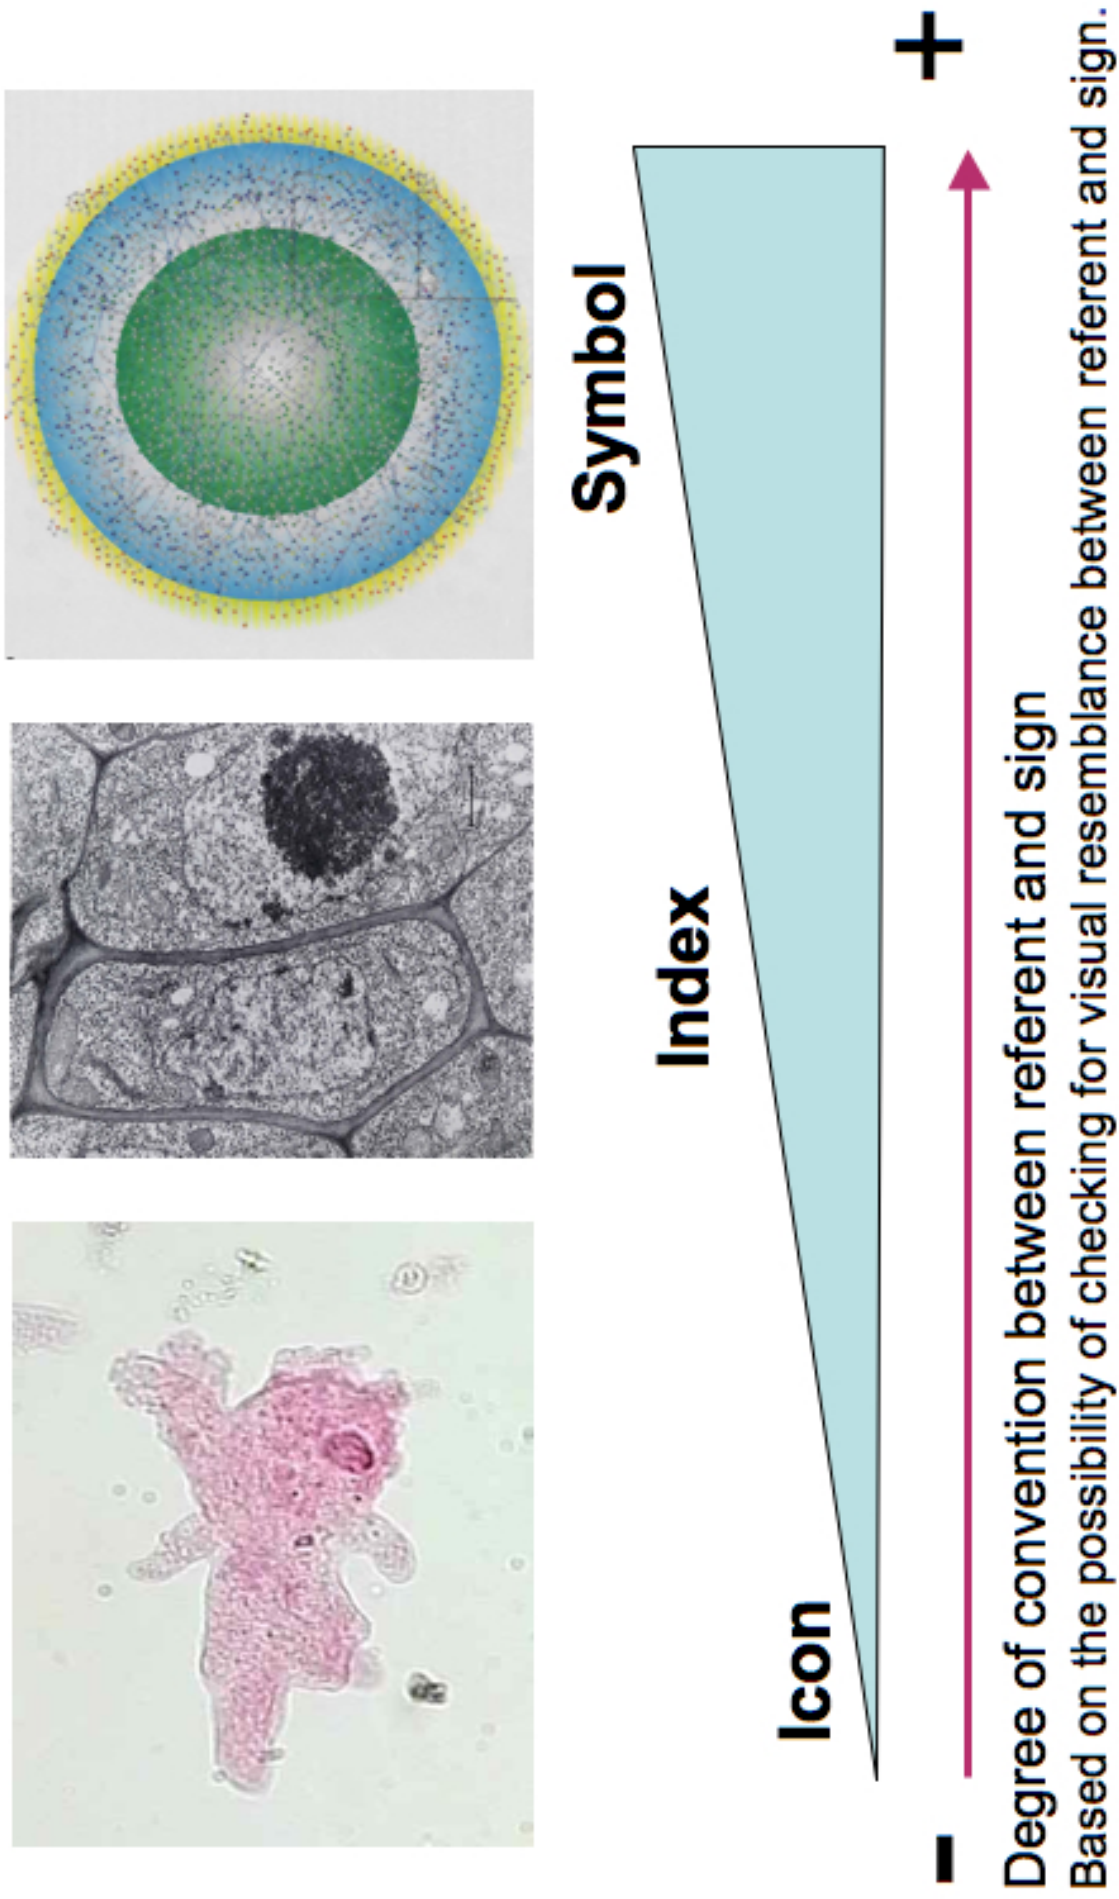 Symbol
Index
Icon
- +
Degree of convention between referent and sign
Based on the possibility of checking for visual resemblance between referent and sign.